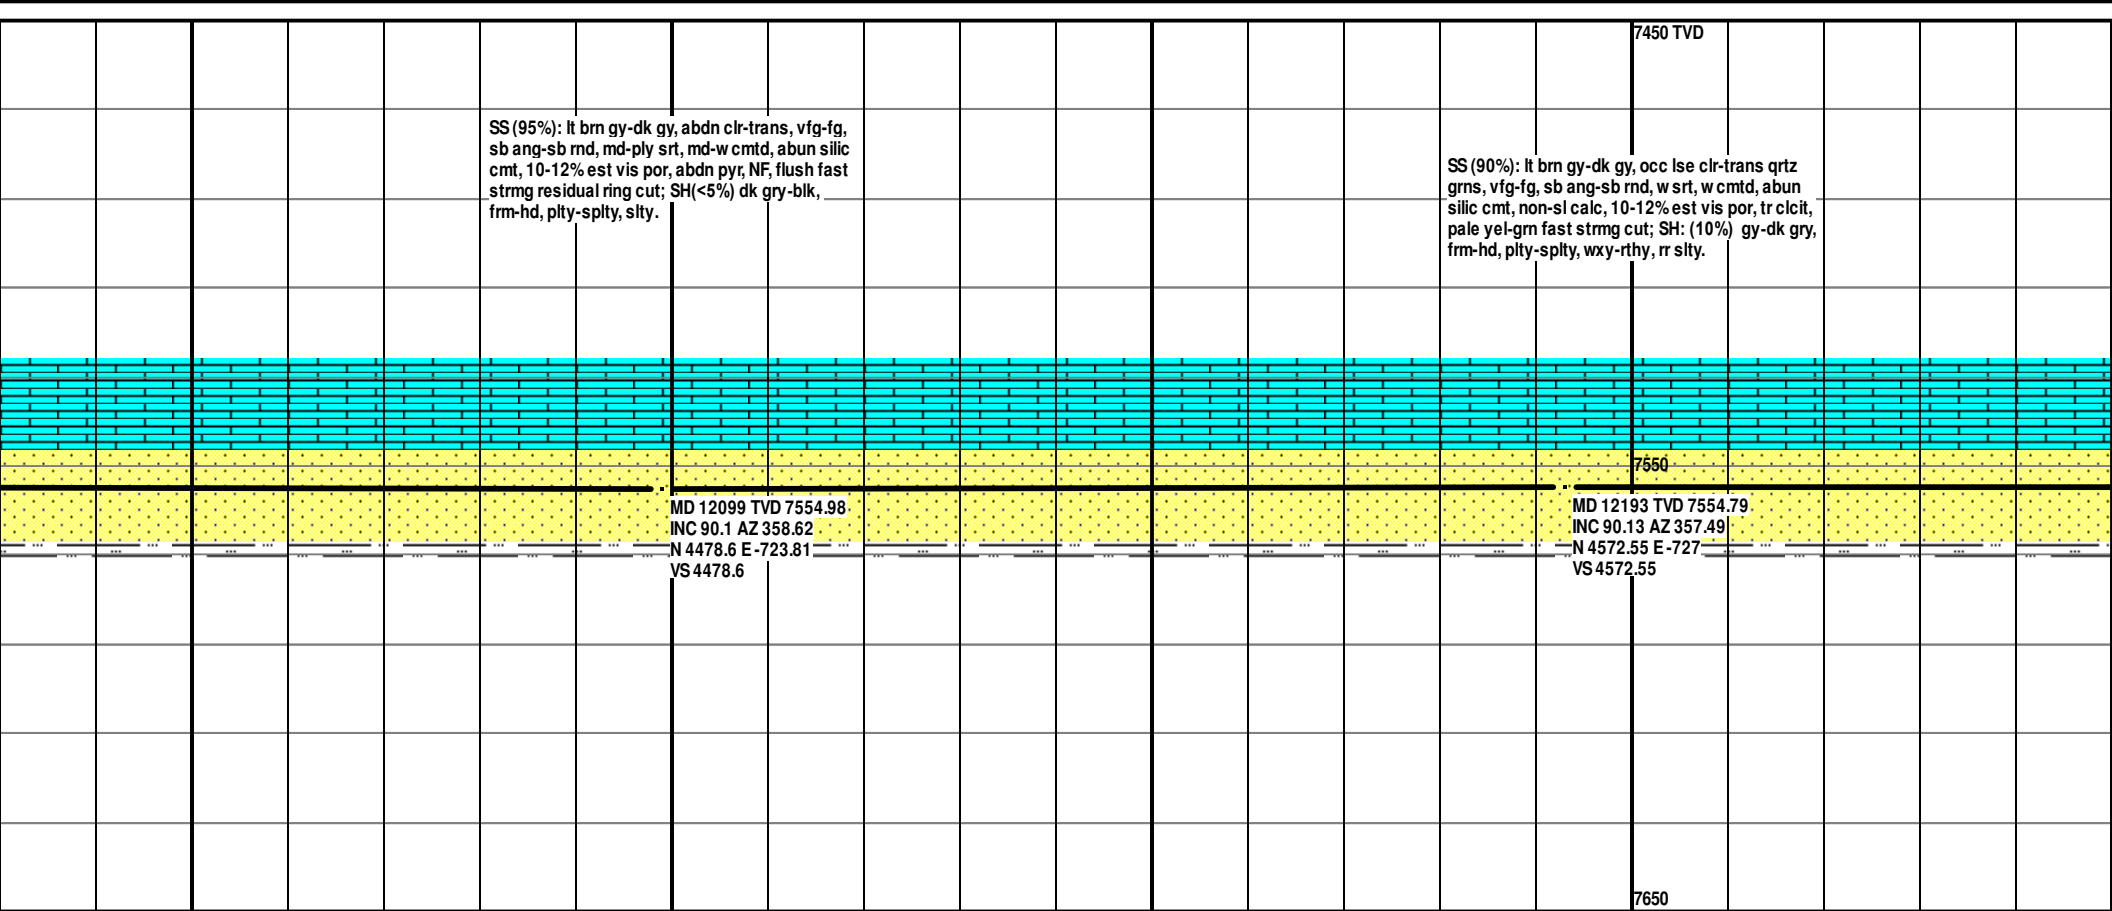 7450 TVD
SS (95%): lt brn gy-dk gy, abdn clr-trans, vfg-fg,
sb ang-sb rnd, md-ply srt, md-w cmtd, abun silic
cmt, 10-12% est vis por, abdn pyr, NF, flush fast
strmg residual ring cut; SH(<5%) dk gry-blk,
frm-hd, plty-splty, slty.
SS (90%): lt brn gy-dk gy, occ lse clr-trans qrtz
grns, vfg-fg, sb ang-sb rnd, w srt, w cmtd, abun
silic cmt, non-sl calc, 10-12% est vis por, tr clcit,
pale yel-grn fast strmg cut; SH: (10%) gy-dk gry,
frm-hd, plty-splty, wxy-rthy, rr slty.
7550
MD 12099 TVD 7554.98
INC 90.1 AZ 358.62
N 4478.6 E -723.81
VS 4478.6
MD 12193 TVD 7554.79
INC 90.13 AZ 357.49
N 4572.55 E -727
VS 4572.55
7650